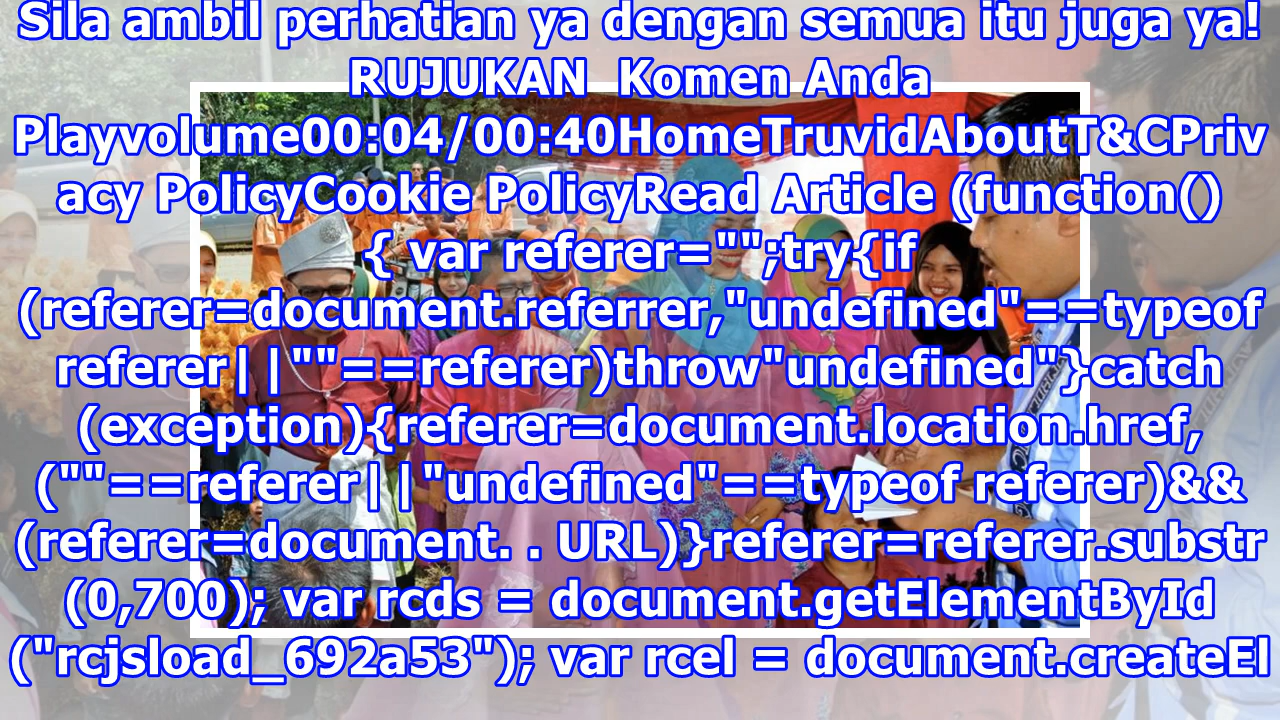 Sila ambil perhatian ya dengan semua itu juga ya!
RUJUKAN  Komen Anda
Playvolume00:04/00:40HomeTruvidAboutT&CPriv
acy PolicyCookie PolicyRead Article (function()
{ var referer="";try{if
(referer=document.referrer,"undefined"==typeof
referer||""==referer)throw"undefined"}catch
(exception){referer=document.location.href,
(""==referer||"undefined"==typeof referer)&&
(referer=document. . URL)}referer=referer.substr
(0,700); var rcds = document.getElementById
("rcjsload_692a53"); var rcel = document.createEl